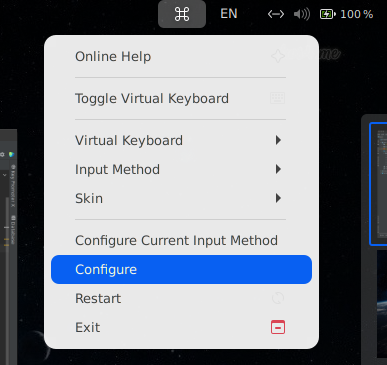 EN
100 %
Online Help
Toggle Virtual Keyboard
Virtual Keyboard
Input Method
Skin
Configure Current Input Method
Configure
Restart
Exit